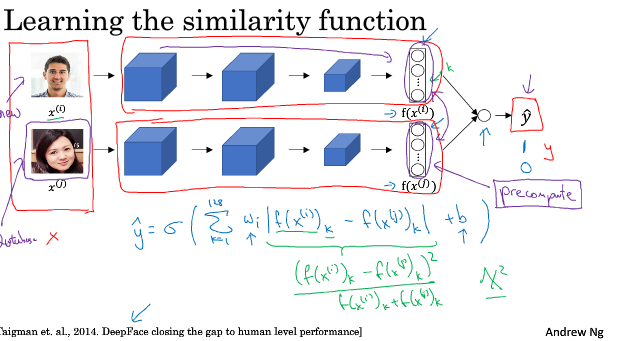 Learning the similarity function
k
new
x⁽ⁱ⁾
f(x⁽ⁱ⁾)
ŷ
1 y
0
x⁽ʲ⁾
f(x⁽ʲ⁾)
precompute
x
ŷ = σ ( Σ_{k=1}^{128} wᵢ |f(x⁽ⁱ⁾)ₖ - f(x⁽ʲ⁾)ₖ| + b )
(f(x⁽ⁱ⁾)ₖ - f(x⁽ʲ⁾)ₖ)²
f(x⁽ⁱ⁾)ₖ + f(x⁽ʲ⁾)ₖ
χ²
Taigman et. al., 2014. DeepFace closing the gap to human level performance]
Andrew Ng